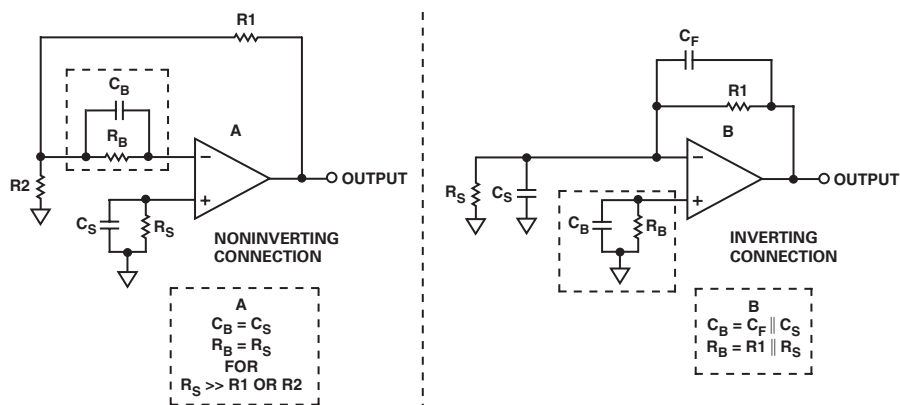 R1
C_B
R_B
A
−
+
R2
C_S
R_S
OUTPUT
NONINVERTING
CONNECTION
A
C_B = C_S
R_B = R_S
FOR
R_S >> R1 OR R2
C_F
R1
B
−
+
R_S
C_S
C_B
R_B
OUTPUT
INVERTING
CONNECTION
B
C_B = C_F || C_S
R_B = R1 || R_S